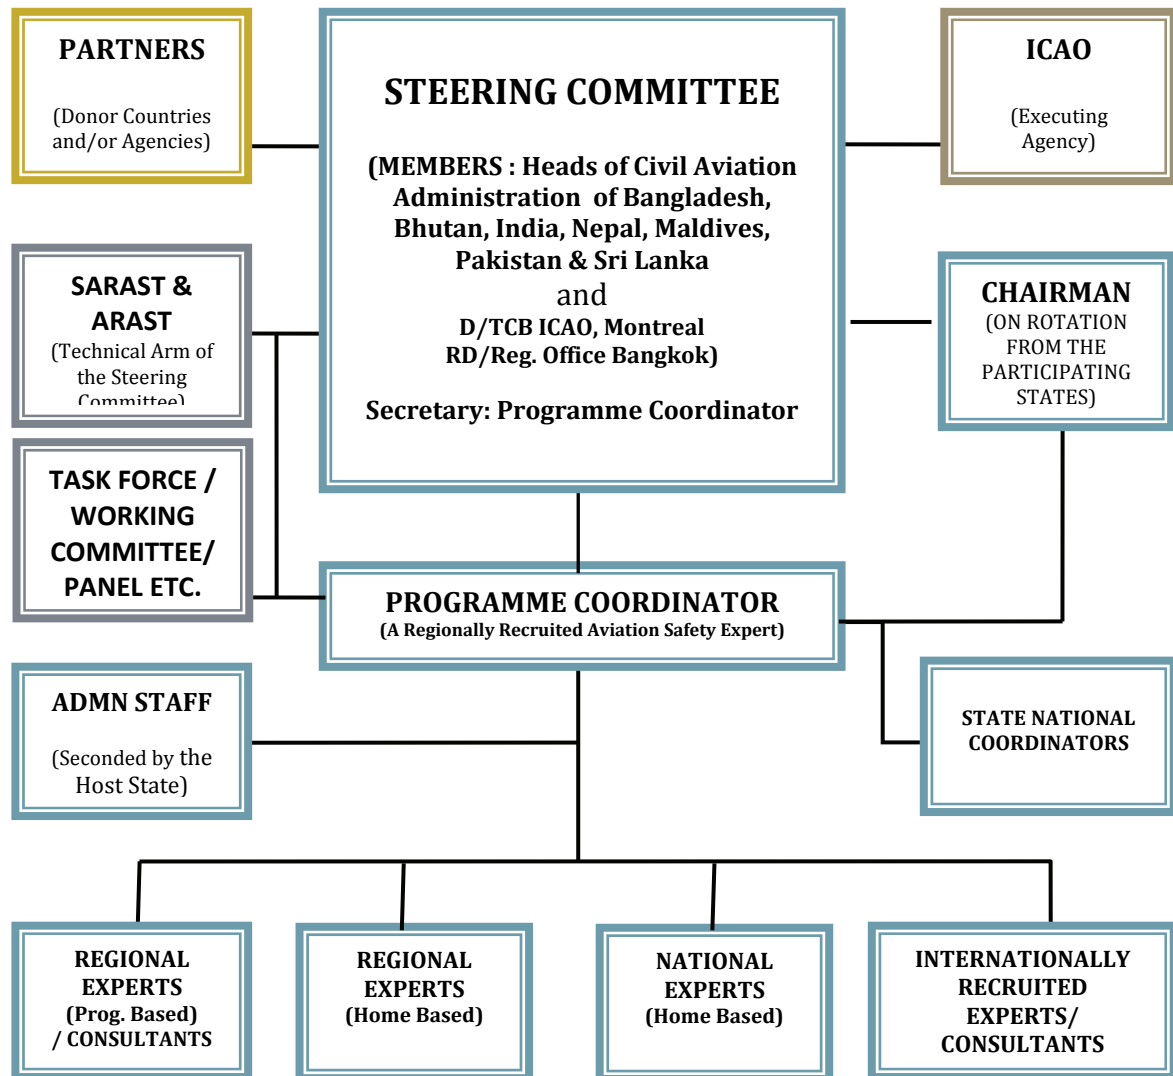 PARTNERS
(Donor Countries
and/or Agencies)
STEERING COMMITTEE
(MEMBERS : Heads of Civil Aviation
Administration of Bangladesh,
Bhutan, India, Nepal, Maldives,
Pakistan & Sri Lanka
and
D/TCB ICAO, Montreal
RD/Reg. Office Bangkok)
Secretary: Programme Coordinator
ICAO
(Executing
Agency)
SARAST &
ARAST
(Technical Arm of
the Steering
Committee)
CHAIRMAN
(ON ROTATION
FROM THE
PARTICIPATING
STATES)
TASK FORCE /
WORKING
COMMITTEE/
PANEL ETC.
PROGRAMME COORDINATOR
(A Regionally Recruited Aviation Safety Expert)
ADMN STAFF
(Seconded by the
Host State)
STATE NATIONAL
COORDINATORS
REGIONAL
EXPERTS
(Prog. Based)
/ CONSULTANTS
REGIONAL
EXPERTS
(Home Based)
NATIONAL
EXPERTS
(Home Based)
INTERNATIONALLY
RECRUITED
EXPERTS/
CONSULTANTS